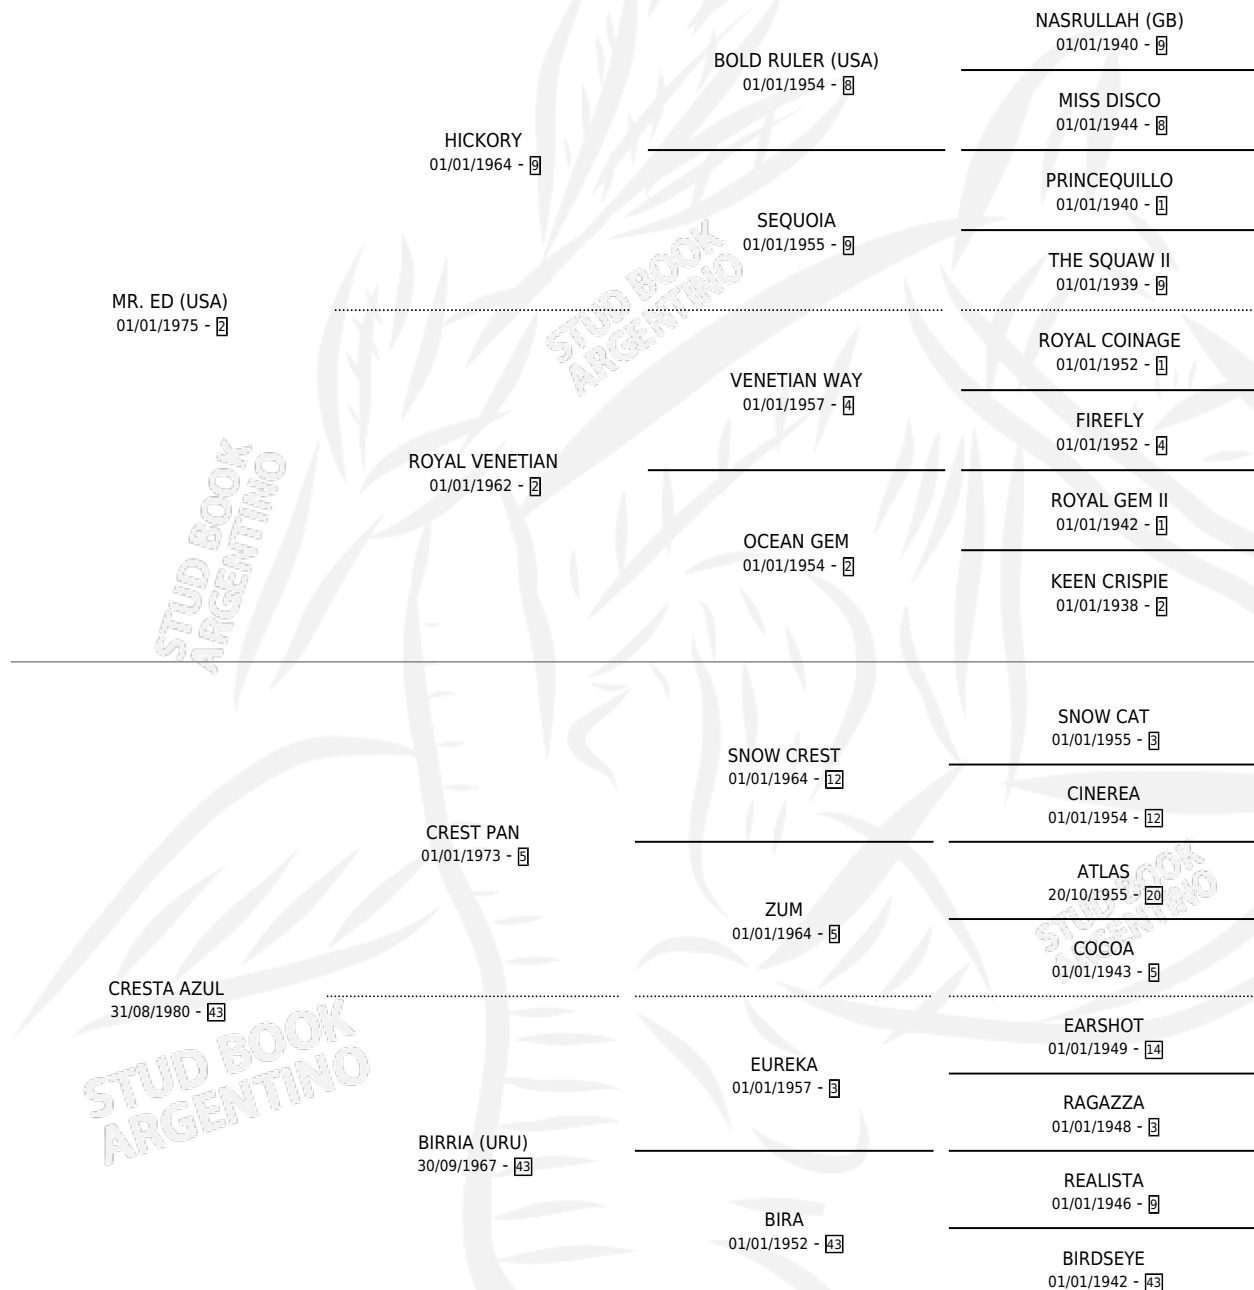 NASRULLAH (GB)
01/01/1940 - 9
BOLD RULER (USA)
01/01/1954 - 8
MISS DISCO
01/01/1944 - 8
HICKORY
01/01/1964 - 9
PRINCEQUILLO
01/01/1940 - 1
SEQUOIA
01/01/1955 - 9
THE SQUAW II
01/01/1939 - 9
MR. ED (USA)
01/01/1975 - 2
ROYAL COINAGE
01/01/1952 - 1
VENETIAN WAY
01/01/1957 - 4
FIREFLY
01/01/1952 - 4
ROYAL VENETIAN
01/01/1962 - 2
ROYAL GEM II
01/01/1942 - 1
OCEAN GEM
01/01/1954 - 2
KEEN CRISPIE
01/01/1938 - 2
SNOW CAT
01/01/1955 - 3
SNOW CREST
01/01/1964 - 12
CINEREA
01/01/1954 - 12
CREST PAN
01/01/1973 - 5
ATLAS
20/10/1955 - 20
ZUM
01/01/1964 - 5
COCOA
01/01/1943 - 5
CRESTA AZUL
31/08/1980 - 43
EARSHOT
01/01/1949 - 14
EUREKA
01/01/1957 - 3
RAGAZZA
01/01/1948 - 3
BIRRIA (URU)
30/09/1967 - 43
REALISTA
01/01/1946 - 9
BIRA
01/01/1952 - 43
BIRDSEYE
01/01/1942 - 43
STUD BOOK
ARGENTINO
STUD BOOK
ARGENTINO
STUD BOOK
ARGENTINO
STUD BOOK
ARGENTINO